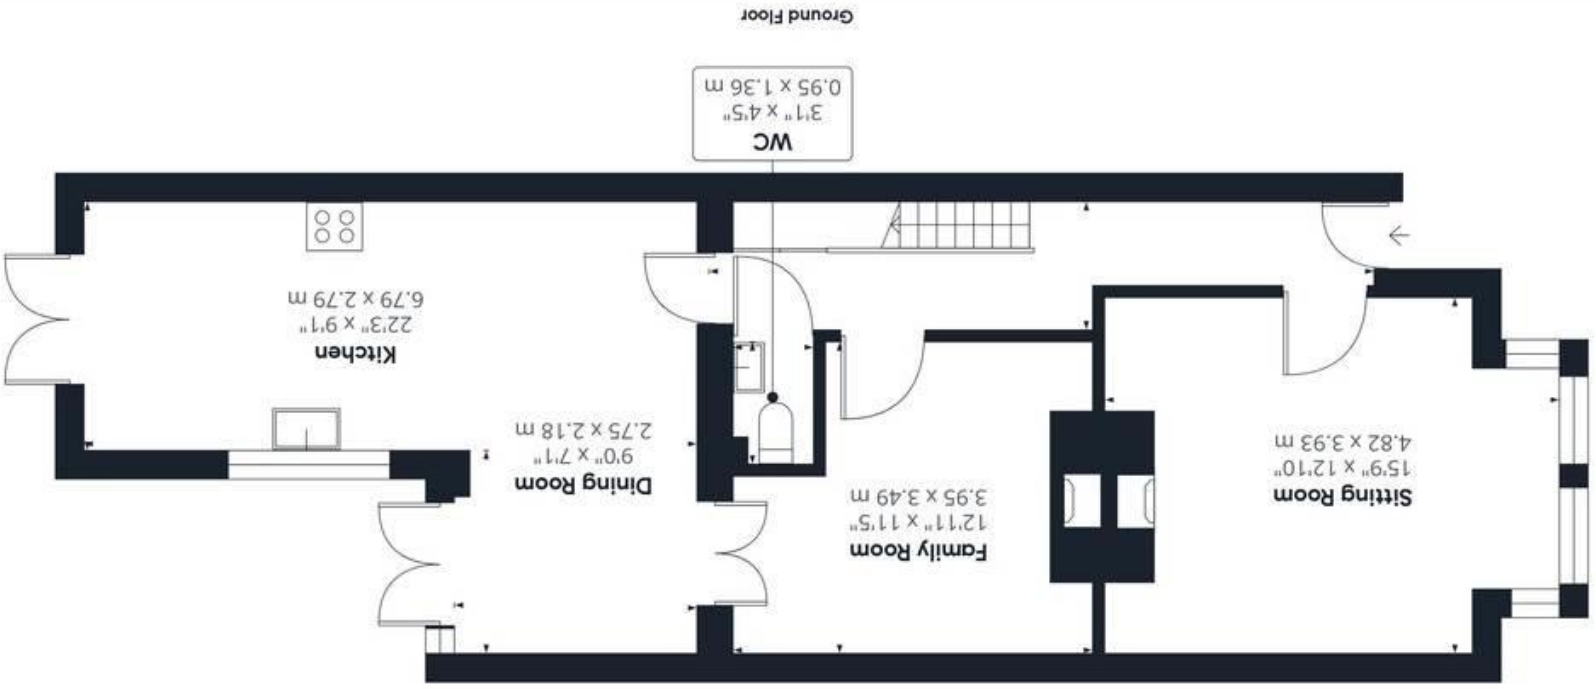 Sitting Room
15'9" x 12'10"
4.82 x 3.93 m
Family Room
12'11" x 11'5"
3.95 x 3.49 m
Dining Room
9'0" x 7'1"
2.75 x 2.18 m
Kitchen
22'3" x 9'1"
6.79 x 2.79 m
WC
3'1" x 4'5"
0.95 x 1.36 m
Ground Floor